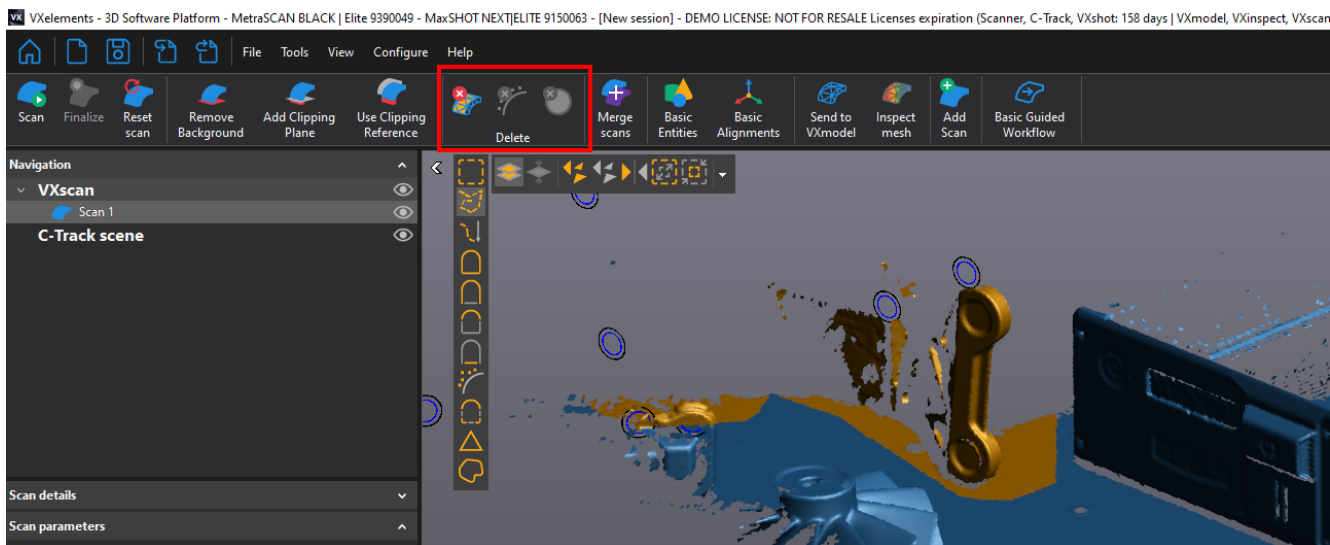 VXelements - 3D Software Platform - MetraSCAN BLACK | Elite 9390049 - MaxSHOT NEXT|ELITE 9150063 - [New session] - DEMO LICENSE: NOT FOR RESALE Licenses expiration (Scanner, C-Track, VXshot: 158 days | VXmodel, VXinspect, VXscan
File Tools View Configure Help
Scan
Finalize
Reset
scan
Remove
Background
Add Clipping
Plane
Use Clipping
Reference
Delete
Merge
scans
Basic
Entities
Basic
Alignments
Send to
VXmodel
Inspect
mesh
Add
Scan
Basic Guided
Workflow
Navigation
VXscan
Scan 1
C-Track scene
Scan details
Scan parameters